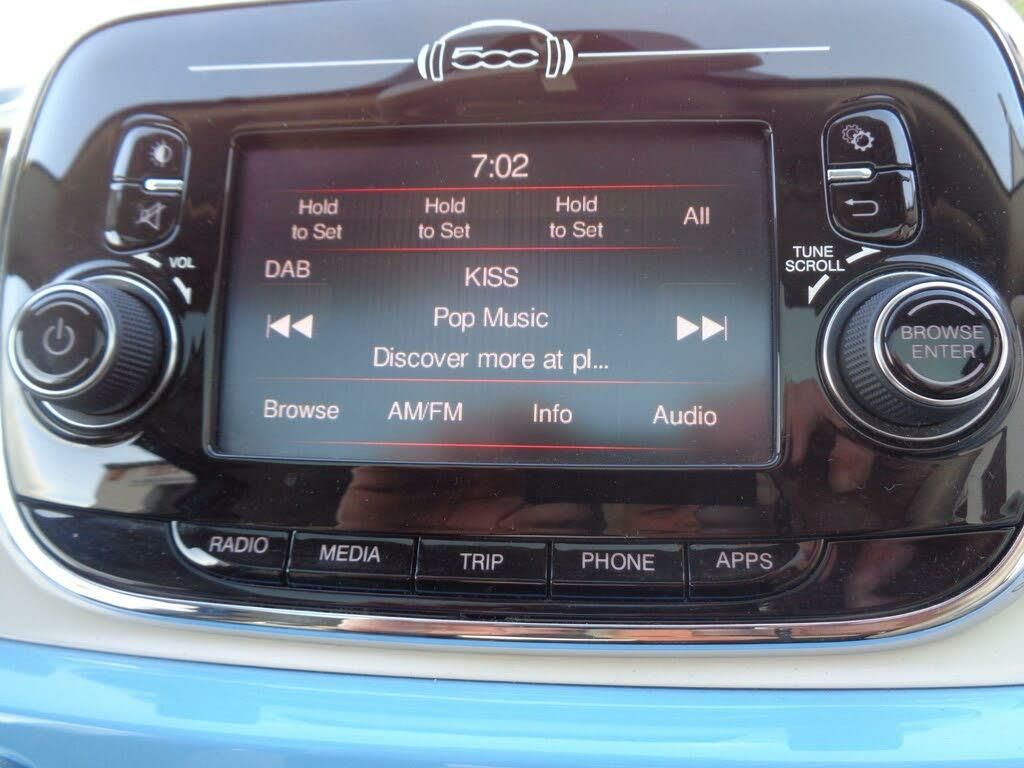 500
7:02
Hold to Set
Hold to Set
Hold to Set
All
DAB
KISS
Pop Music
Discover more at pl...
Browse AM/FM Info Audio
VOL
TUNE
SCROLL
BROWSE
ENTER
RADIO MEDIA TRIP PHONE APPS